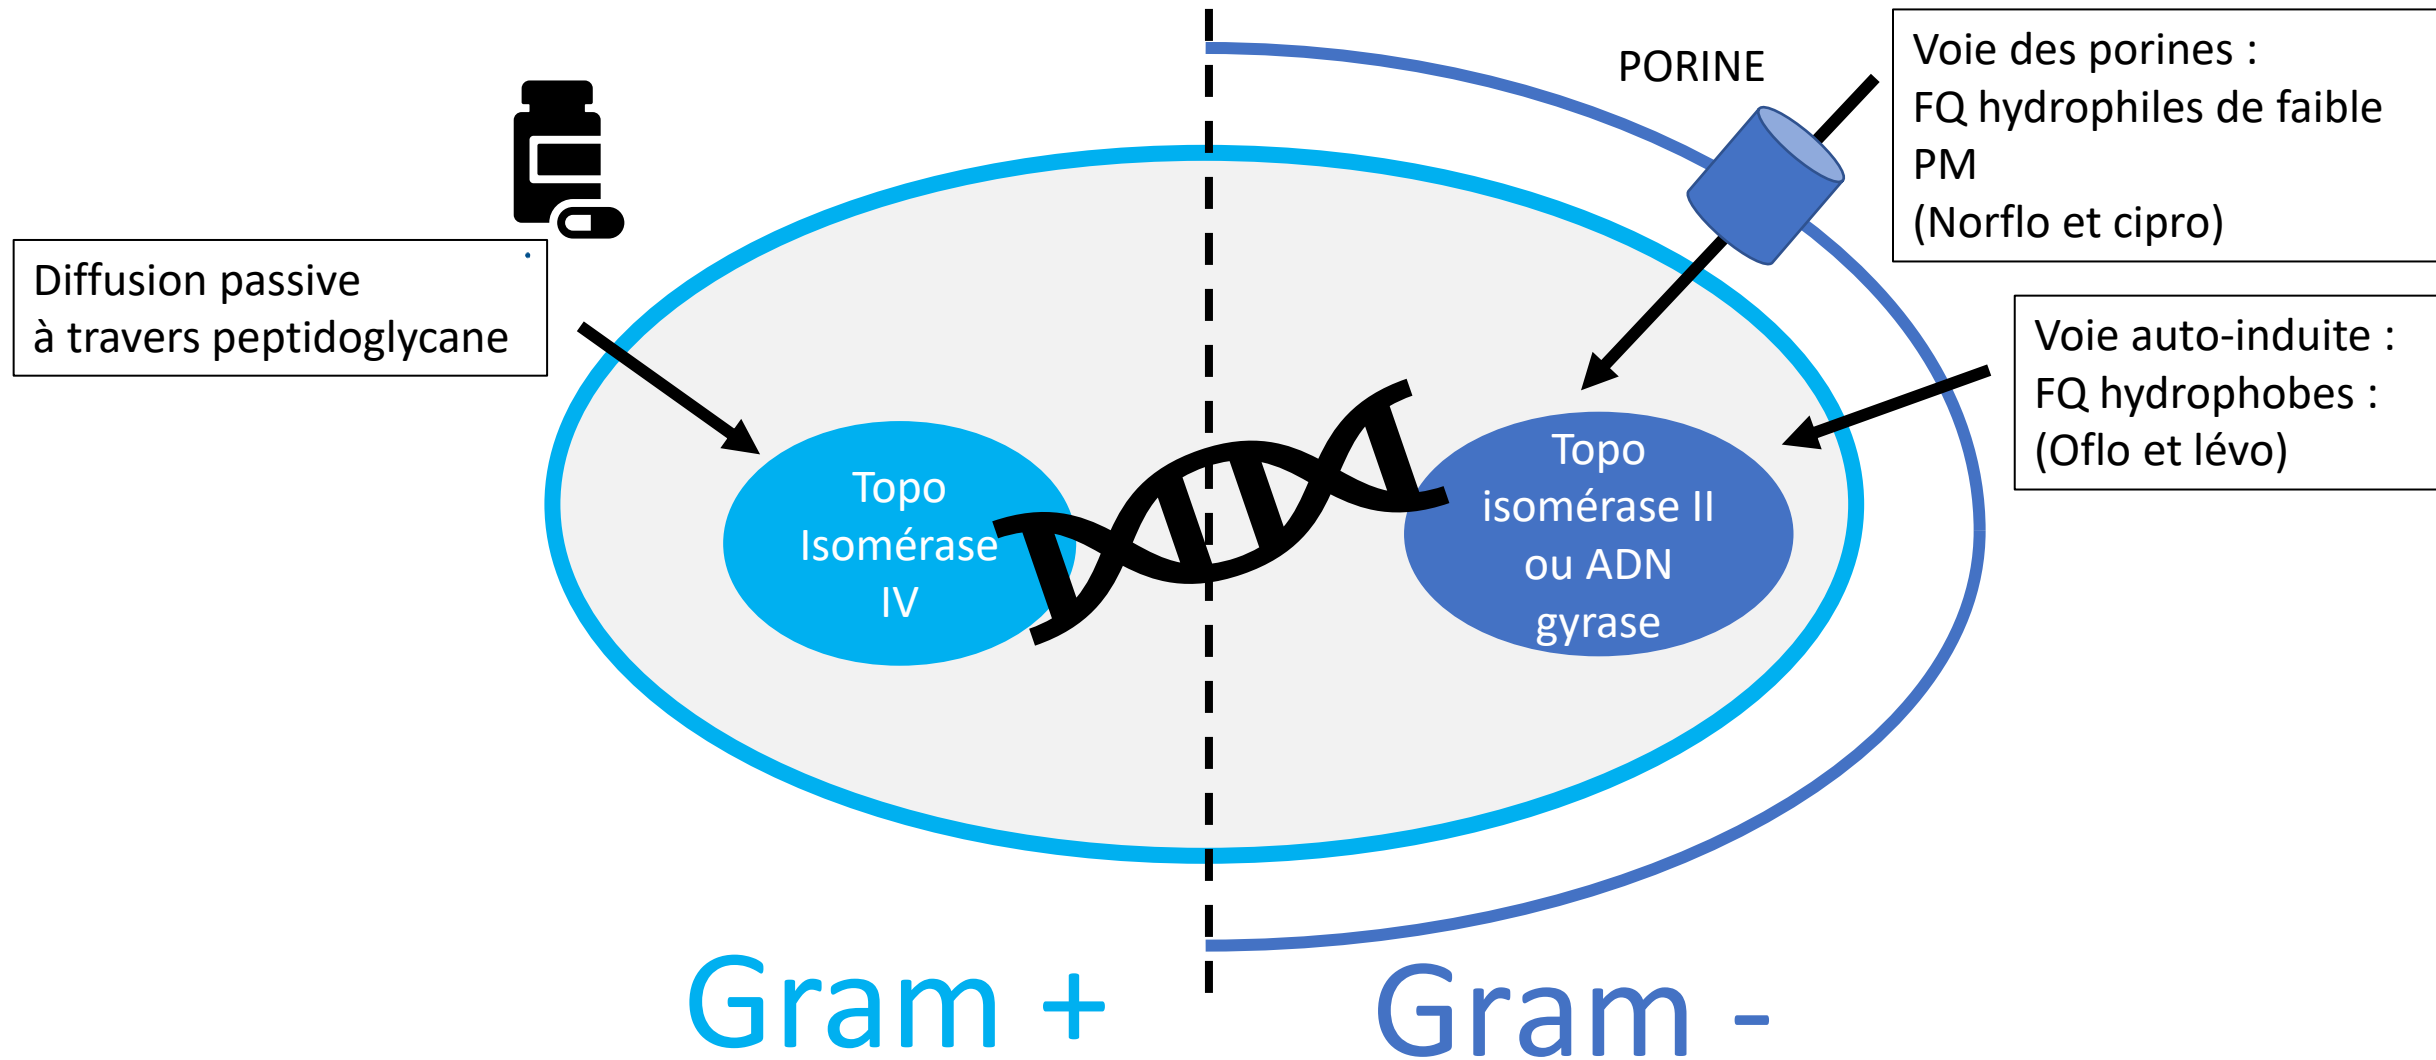 Diffusion passive
à travers peptidoglycane
PORINE
Voie des porines :
FQ hydrophiles de faible
PM
(Norflo et cipro)
Voie auto-induite :
FQ hydrophobes :
(Oflo et lévo)
Topo
Isomérase
IV
Topo
isomérase II
ou ADN
gyrase
Gram +
Gram -